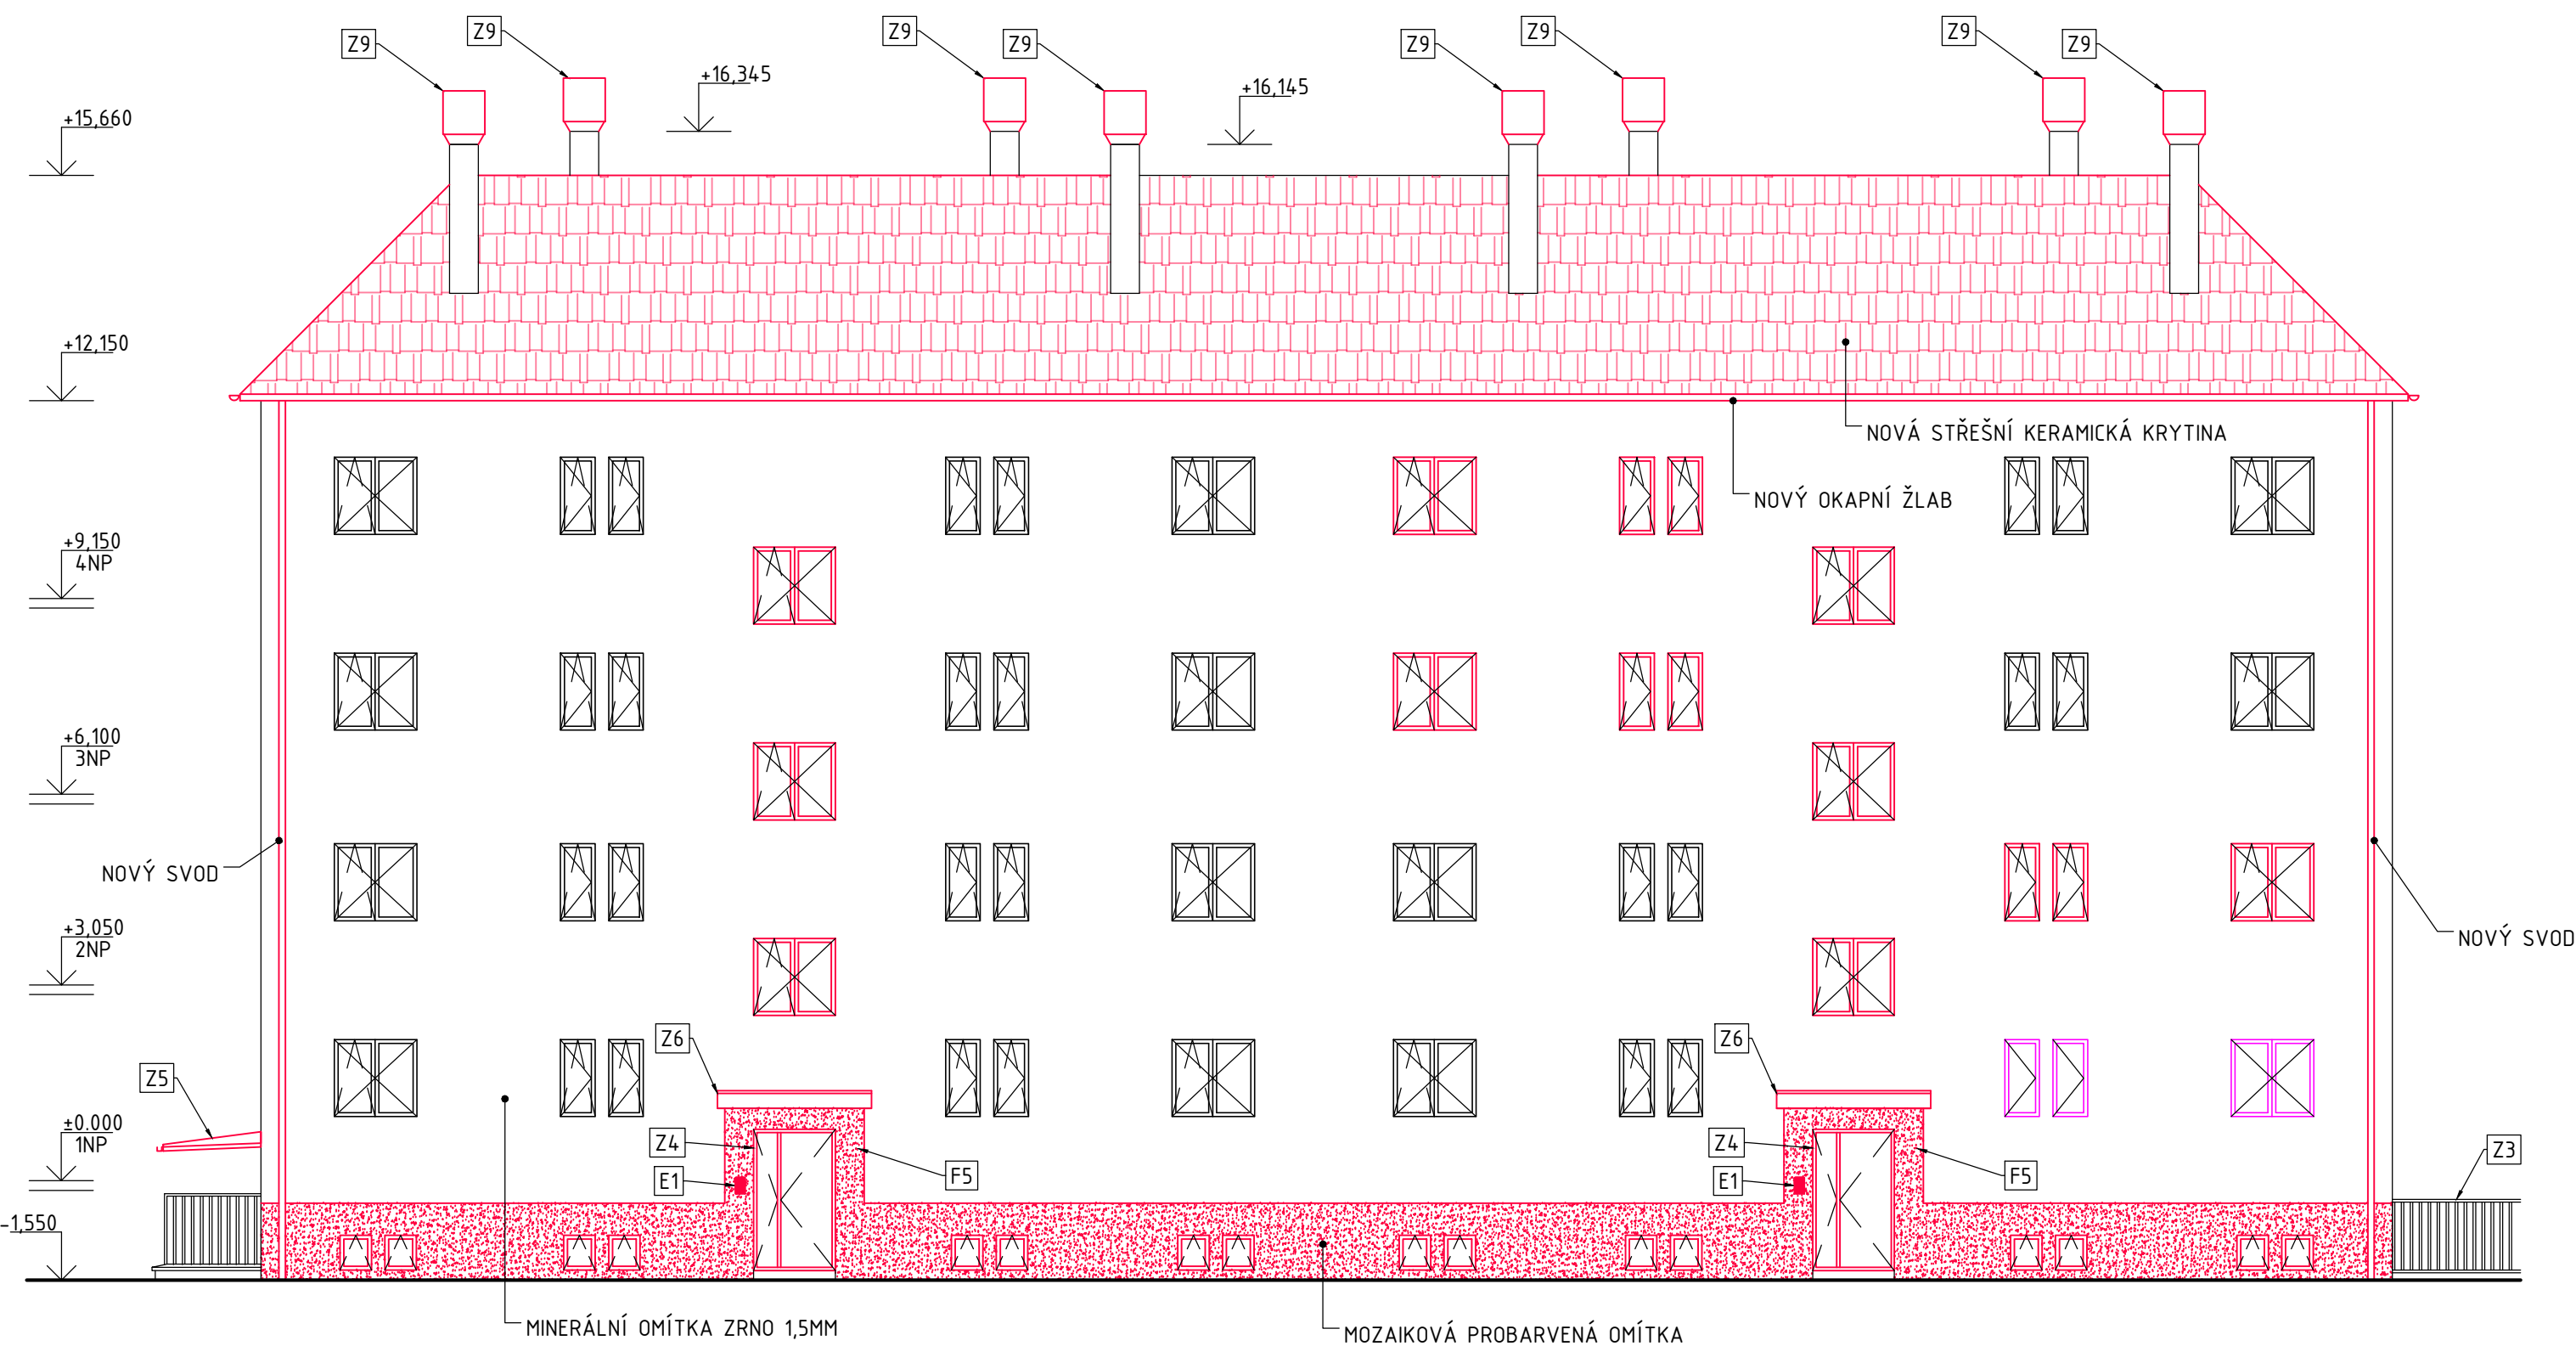 Z9
Z9
Z9
Z9
Z9
Z9
Z9
Z9
+16,345
+16,145
+15,660
+12,150
NOVÁ STŘEŠNÍ KERAMICKÁ KRYTINA
NOVÝ OKAPNÍ ŽLAB
+9,150
4NP
+6,100
3NP
NOVÝ SVOD
+3,050
2NP
NOVÝ SVOD
Z6
Z6
Z5
±0.000
1NP
Z4
Z4
Z3
E1
F5
E1
F5
-1,550
MINERÁLNÍ OMÍTKA ZRNO 1,5MM
MOZAIKOVÁ PROBARVENÁ OMÍTKA